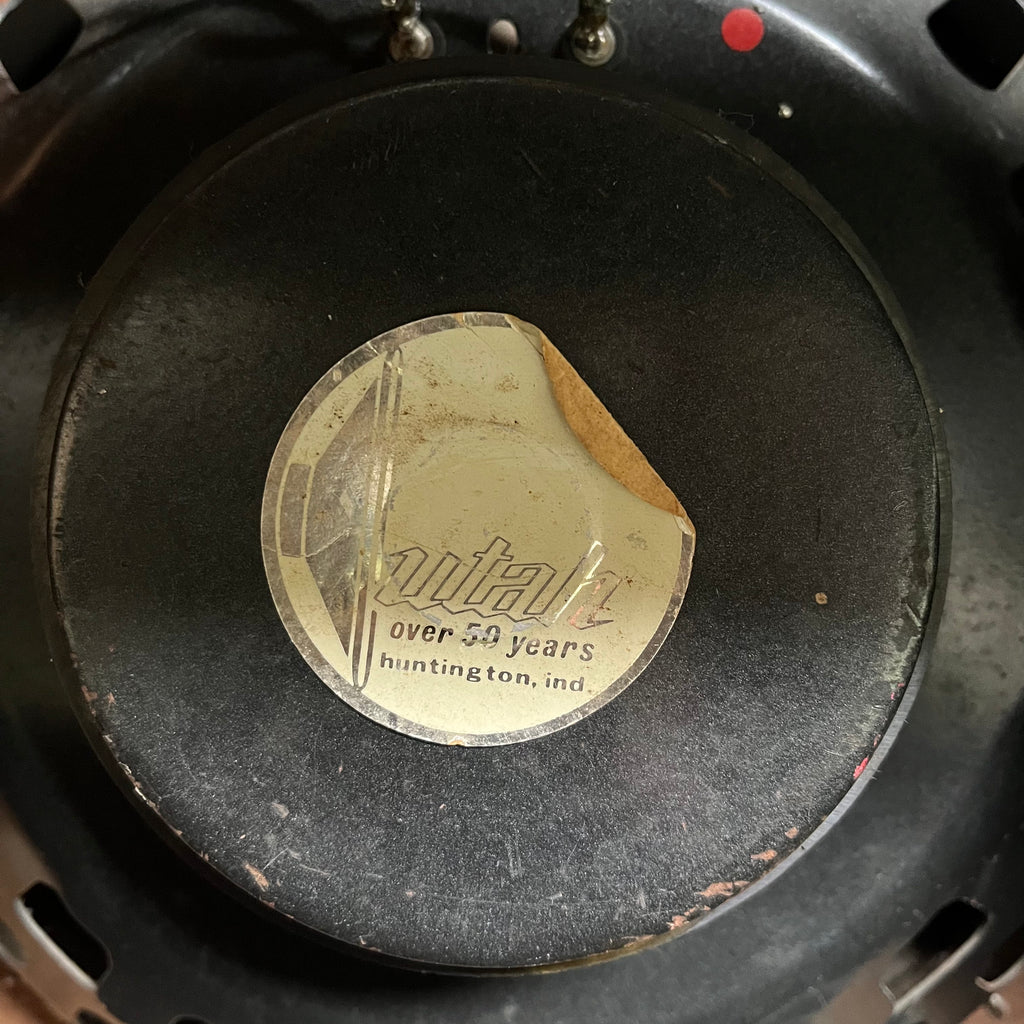 utah
over 50 years
huntington, ind.